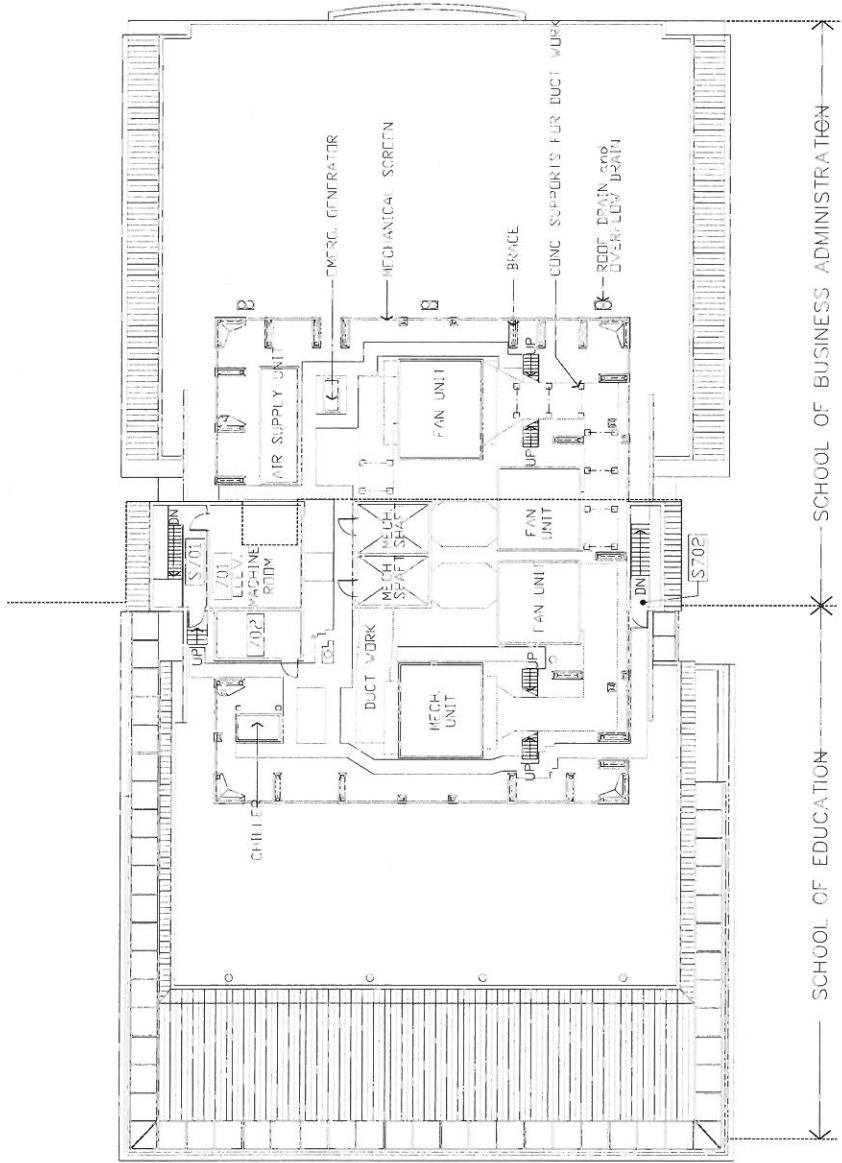 EMERG. GENERATOR
MECHANICAL SCREEN
BRACE
CONC SUPPORTS FOR DUCT WORK
ROOF DRAIN and
OVERFLOW DRAIN
AIR SUPPLY UNIT
FAN UNIT
UP
UP
DN
S701
701
ELEV.
MACHINE
ROOM
702
UP
MECH.
SHAFT
MECH
SHAFT
FAN
UNIT
FAN UNIT
DN
S702
DUCT WORK
MECH.
UNIT
UP
UP
CHILLER
SCHOOL OF EDUCATION
SCHOOL OF BUSINESS ADMINISTRATION